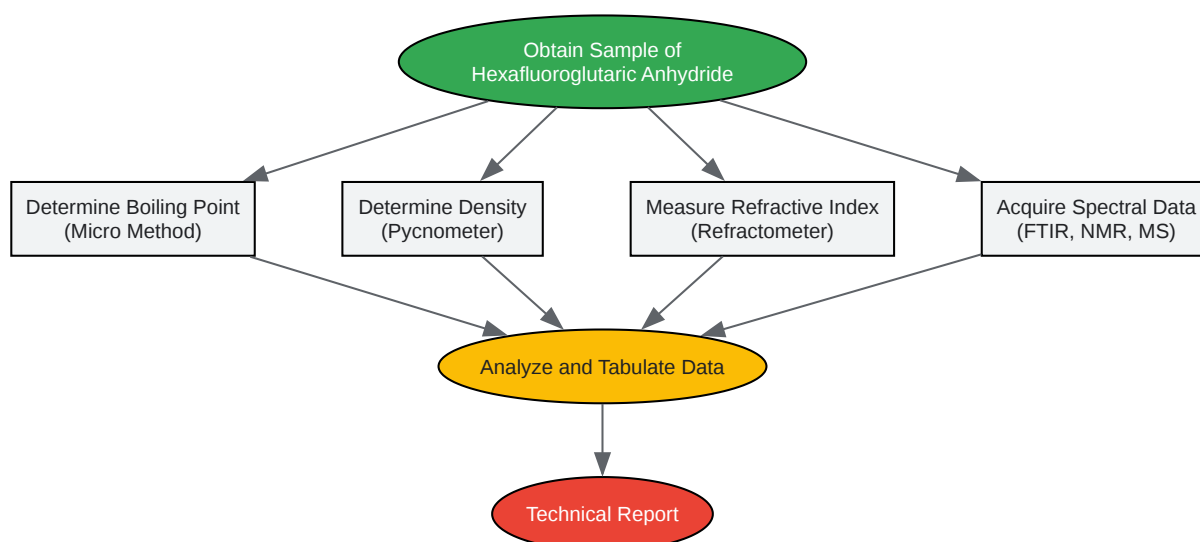 Obtain Sample of
Hexafluoroglutaric Anhydride
Determine Boiling Point
(Micro Method)
Determine Density
(Pycnometer)
Measure Refractive Index
(Refractometer)
Acquire Spectral Data
(FTIR, NMR, MS)
Analyze and Tabulate Data
Technical Report